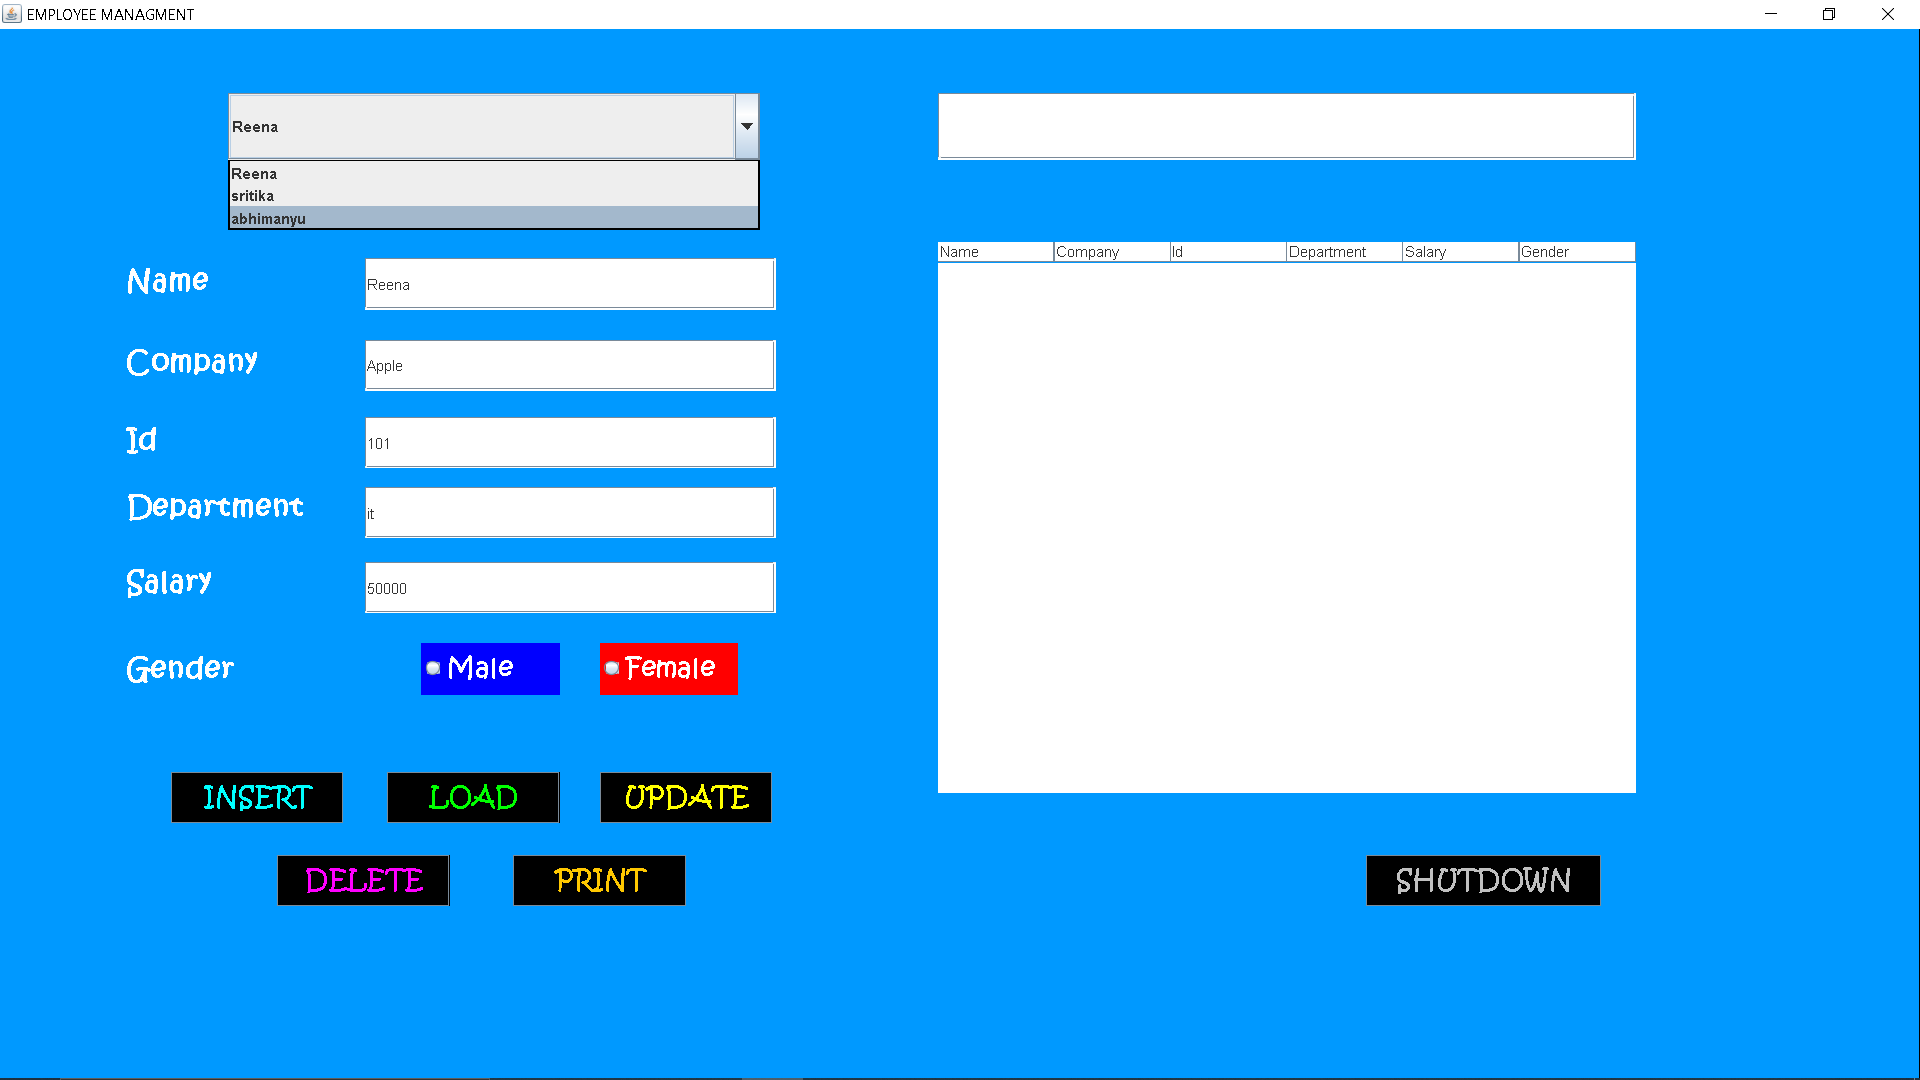 EMPLOYEE MANAGMENT
Reena
Reena
sritika
abhimanyu
Name Reena
Company Apple
Id 101
Department it
Salary 50000
Gender Male Female
INSERT LOAD UPDATE
DELETE PRINT
Name Company Id Department Salary Gender
SHUTDOWN